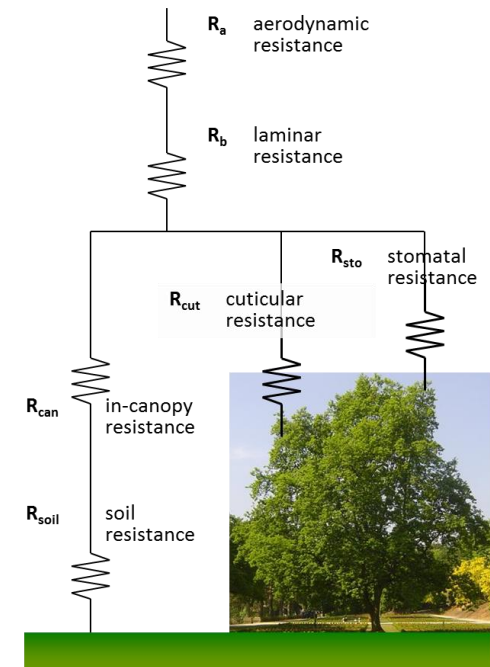 Ra aerodynamic
resistance
Rb laminar
resistance
Rsto stomatal
resistance
Rcut cuticular
resistance
Rcan in-canopy
resistance
Rsoil soil
resistance